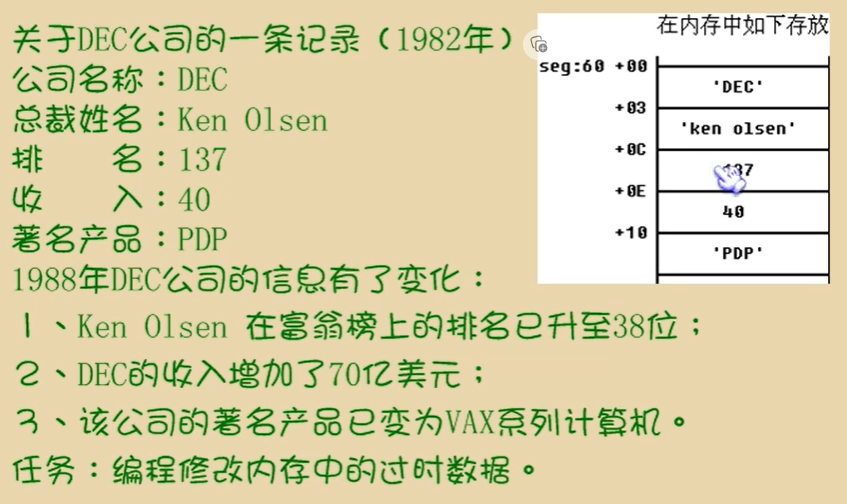 关于DEC公司的一条记录（1982年）
公司名称：DEC
总裁姓名：Ken Olsen
排 名：137
收 入：40
著名产品：PDP
1988年DEC公司的信息有了变化：
1、Ken Olsen 在富翁榜上的排名已升至38位；
2、DEC的收入增加了70亿美元；
3、该公司的著名产品已变为VAX系列计算机。
任务：编程修改内存中的过时数据。
在内存中如下存放
seg:60 +00
'DEC'
+03
'ken olsen'
+0C
137
+0E
40
+10
'PDP'